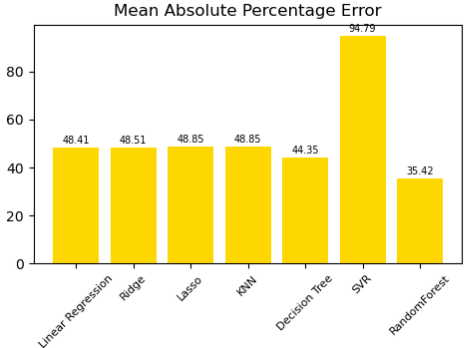 Mean Absolute Percentage Error
94.79
80
60
48.41 48.51 48.85 48.85 44.35
40
35.42
20
0
Linear Regression
Ridge
Lasso
KNN
Decision Tree
SVR
RandomForest